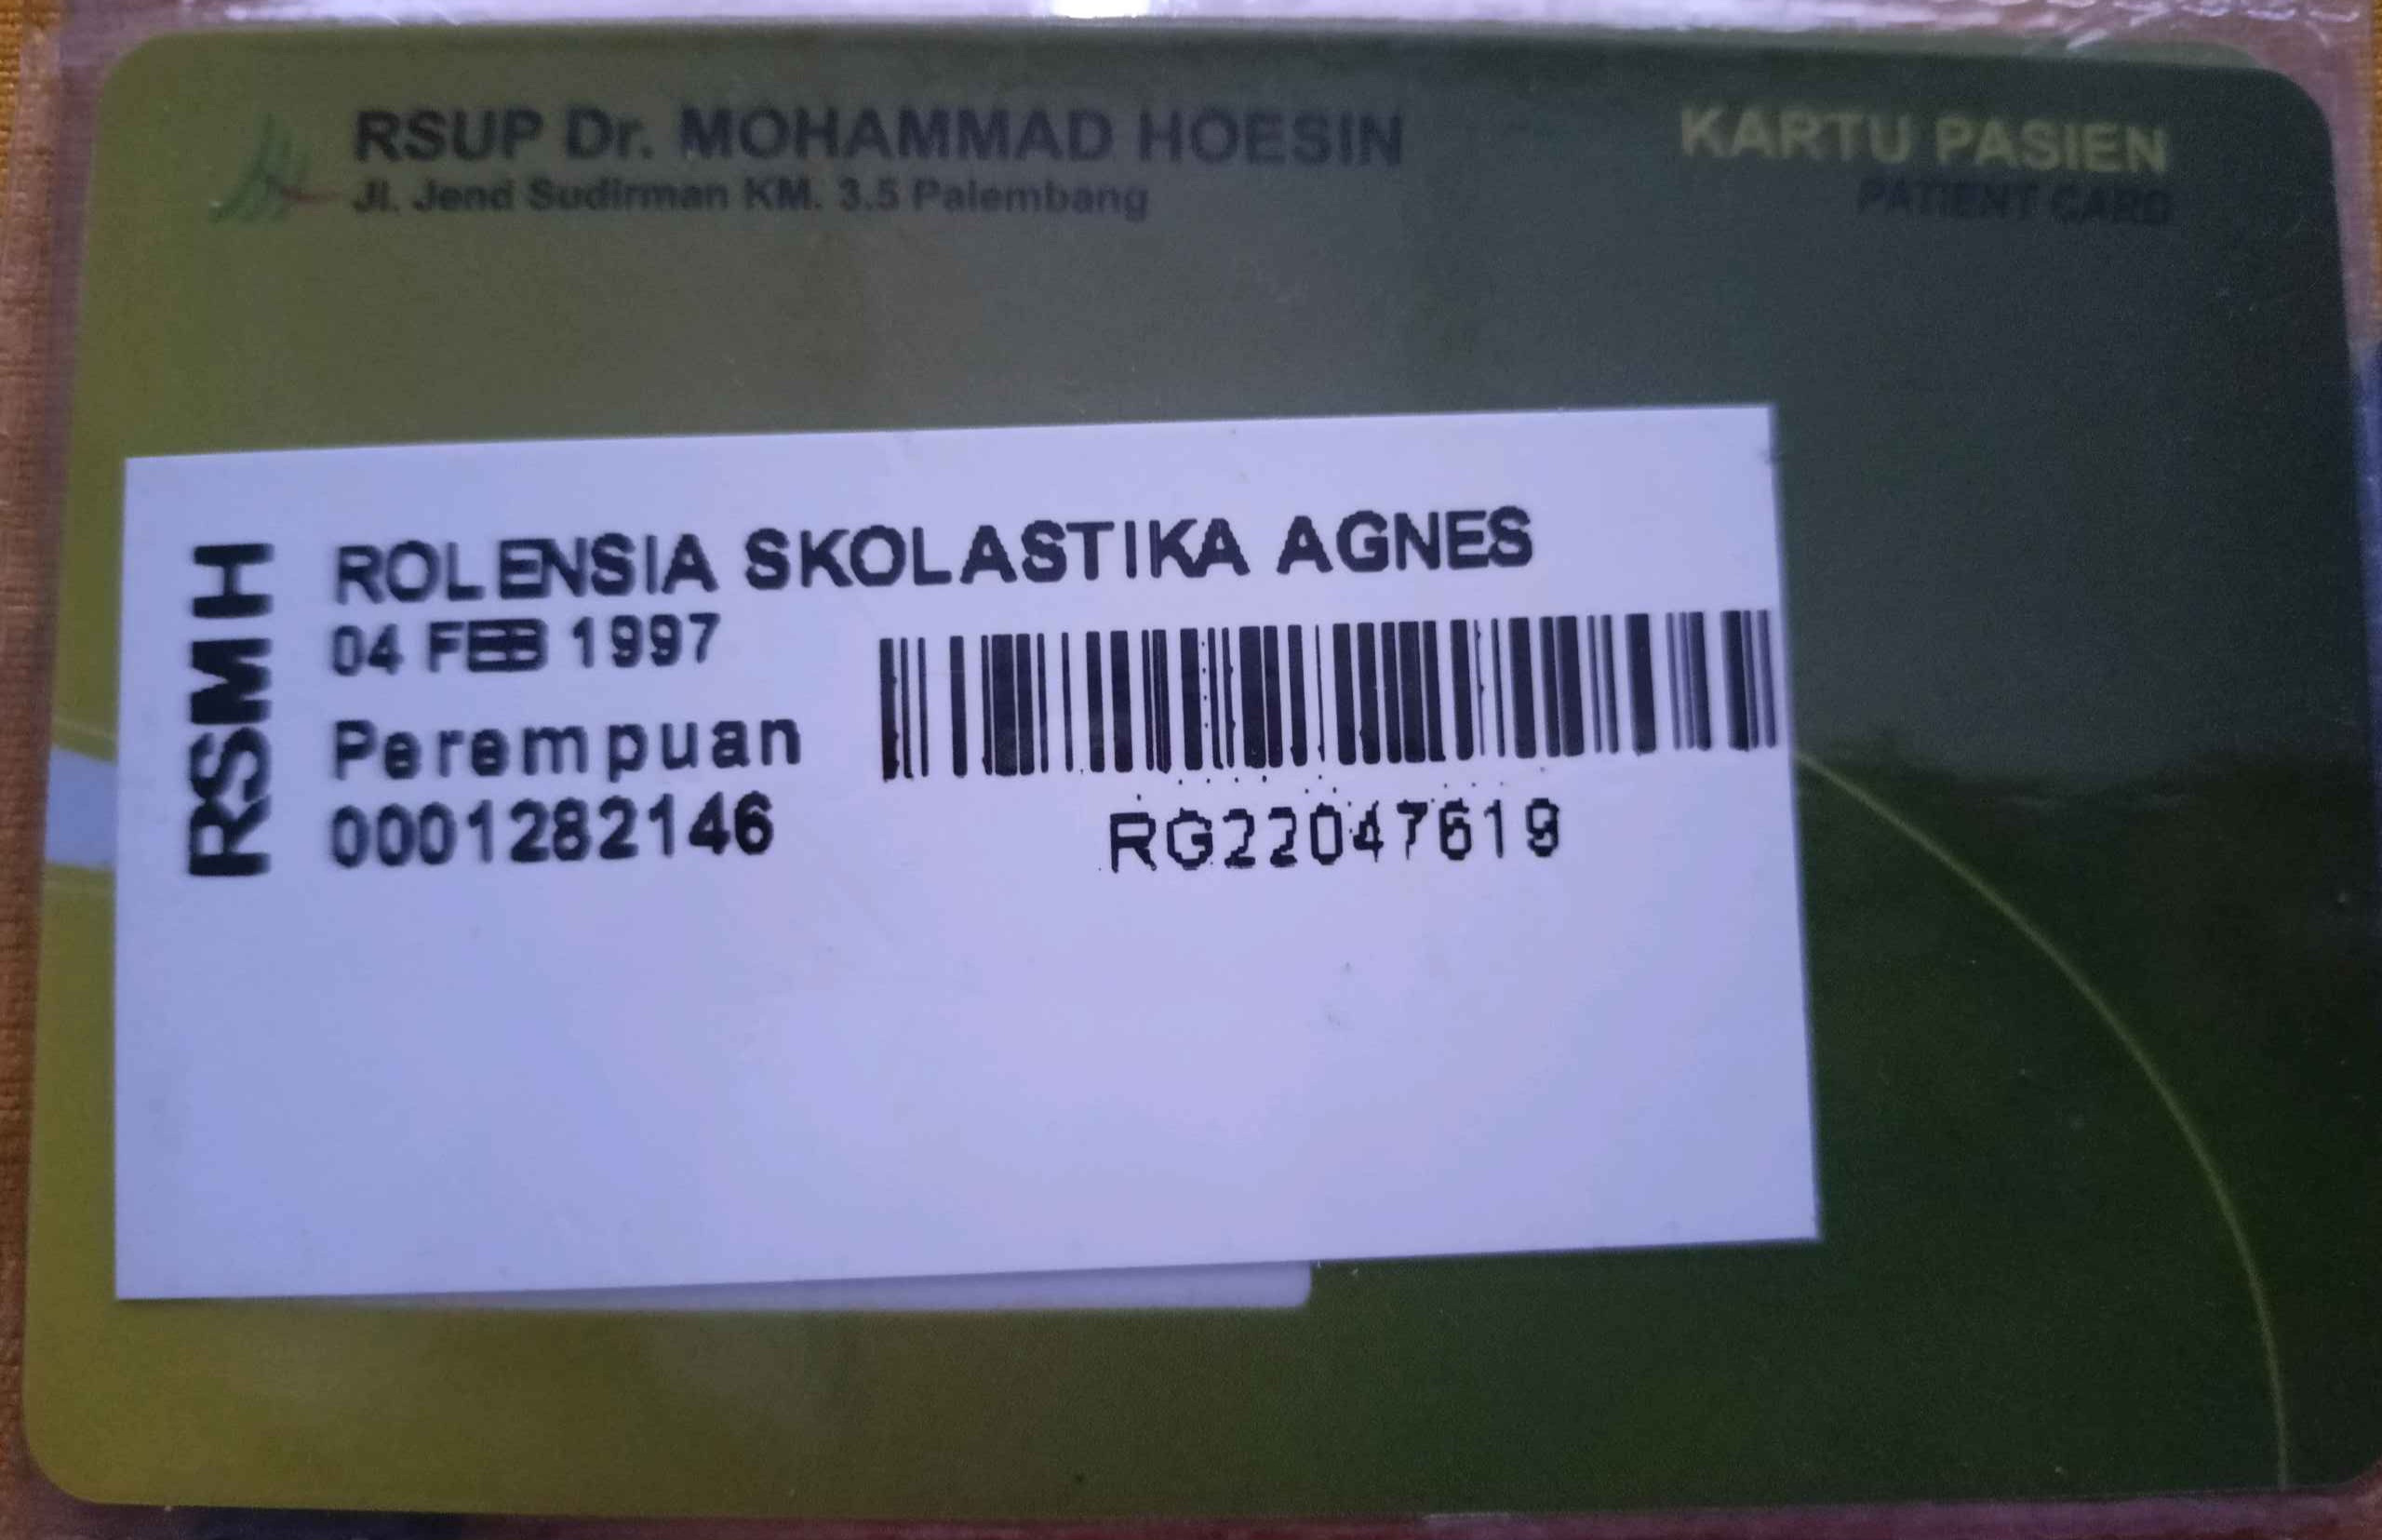 RSUP Dr. MOHAMMAD HOESIN
Jl. Jend Sudirman KM. 3.5 Palembang
KARTU PASIEN
PATIENT CARD
RSMH
ROLENSIA SKOLASTIKA AGNES
04 FEB 1997
Perempuan
0001282146
RG22047619